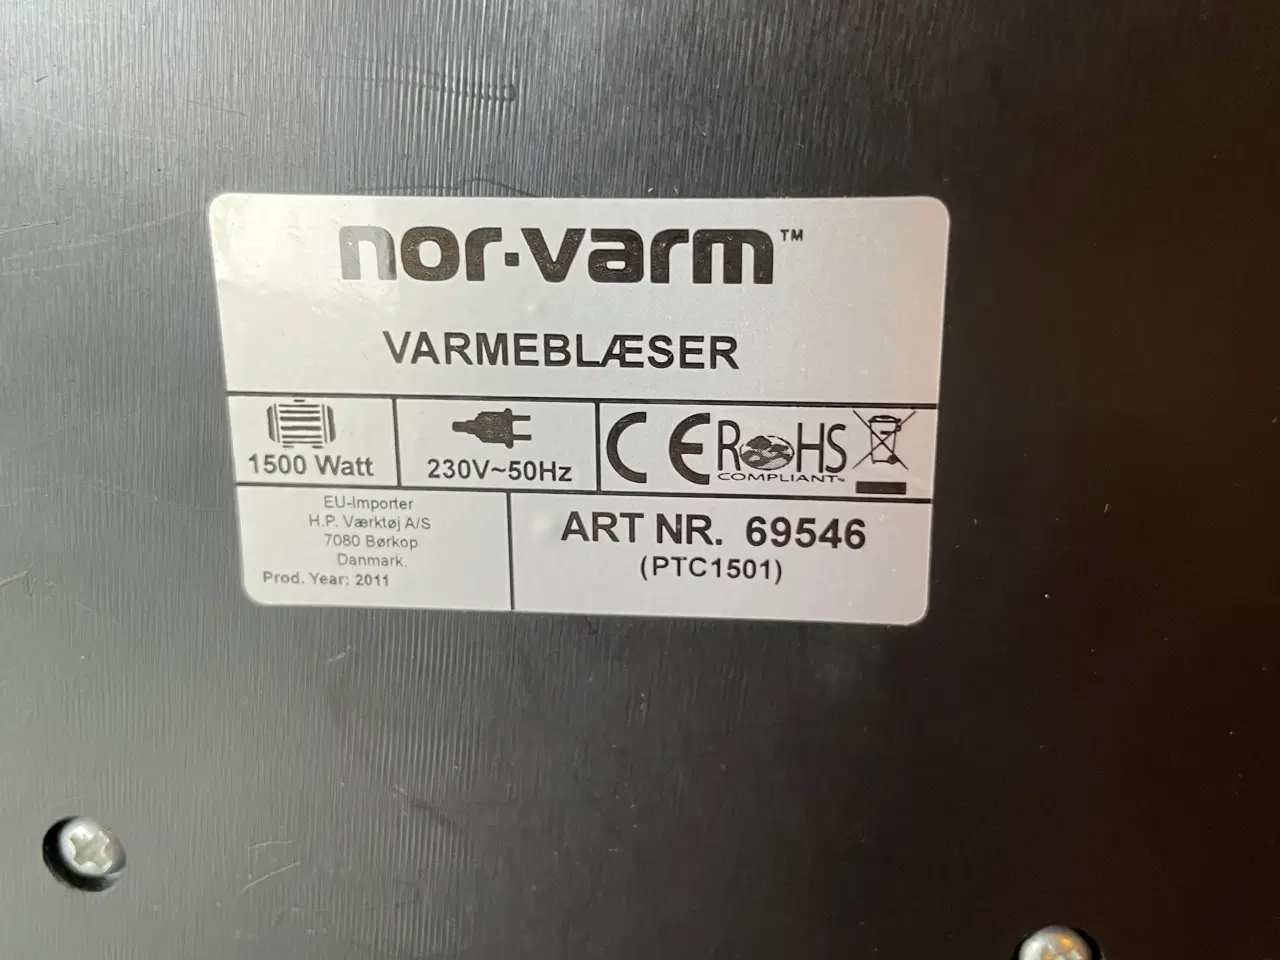 nor-varm™
VARMEBLÆSER
1500 Watt
230V~50Hz
CE RoHS
COMPLIANT
EU-Importer
H.P. Værktøj A/S
7080 Børkop
Danmark.
Prod. Year: 2011
ART NR. 69546
(PTC1501)